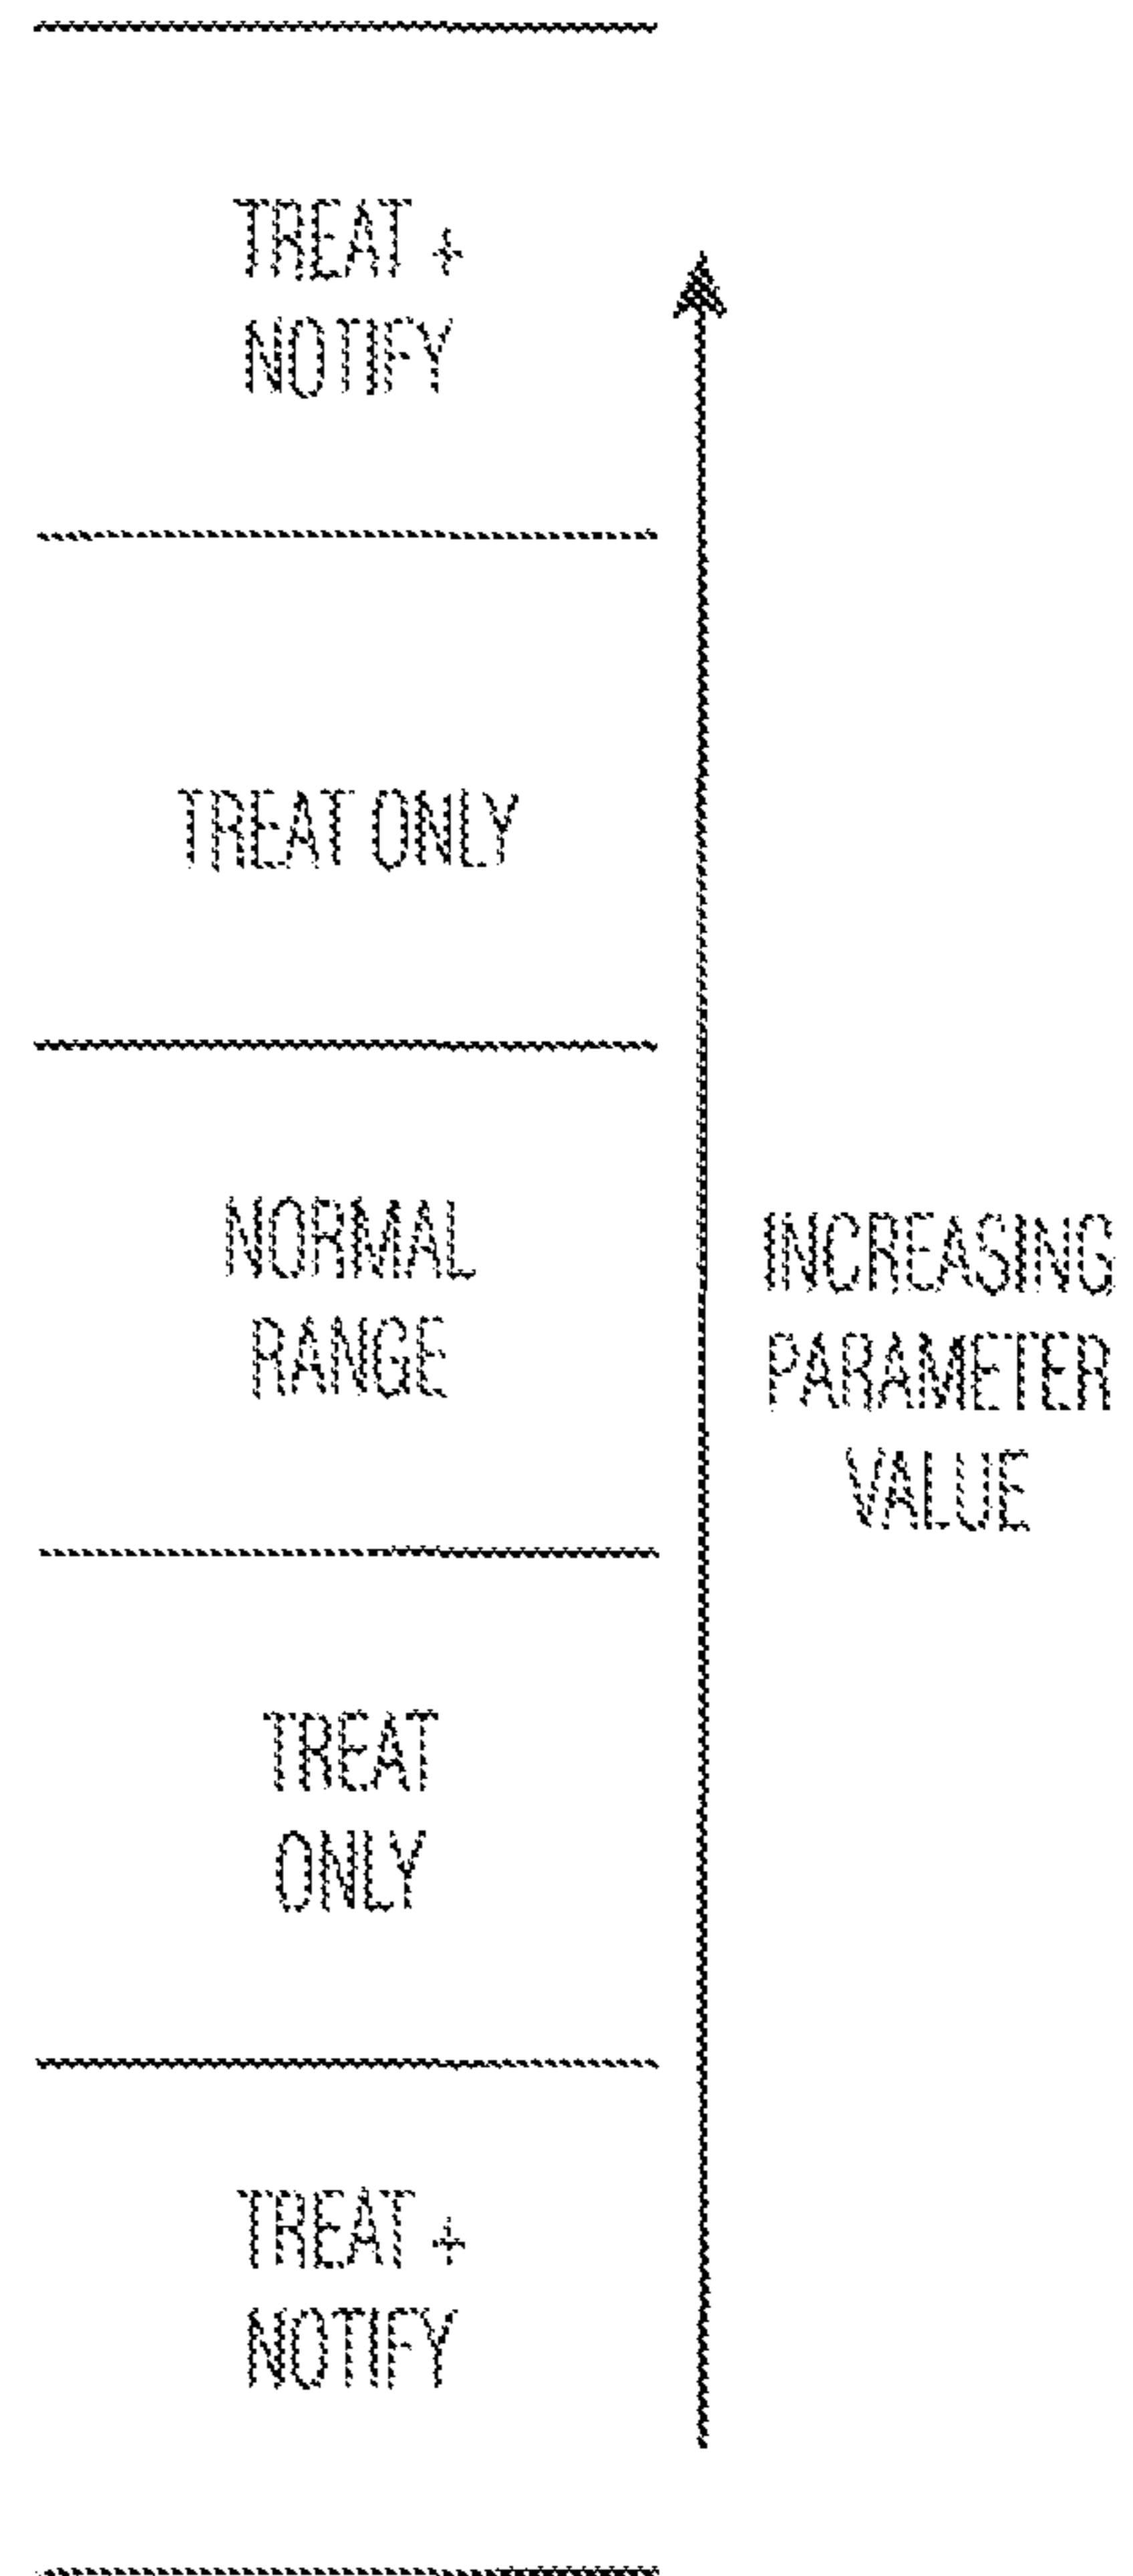 TREAT +
NOTIFY
TREAT ONLY
NORMAL
RANGE
INCREASING
PARAMETER
VALUE
TREAT
ONLY
TREAT +
NOTIFY